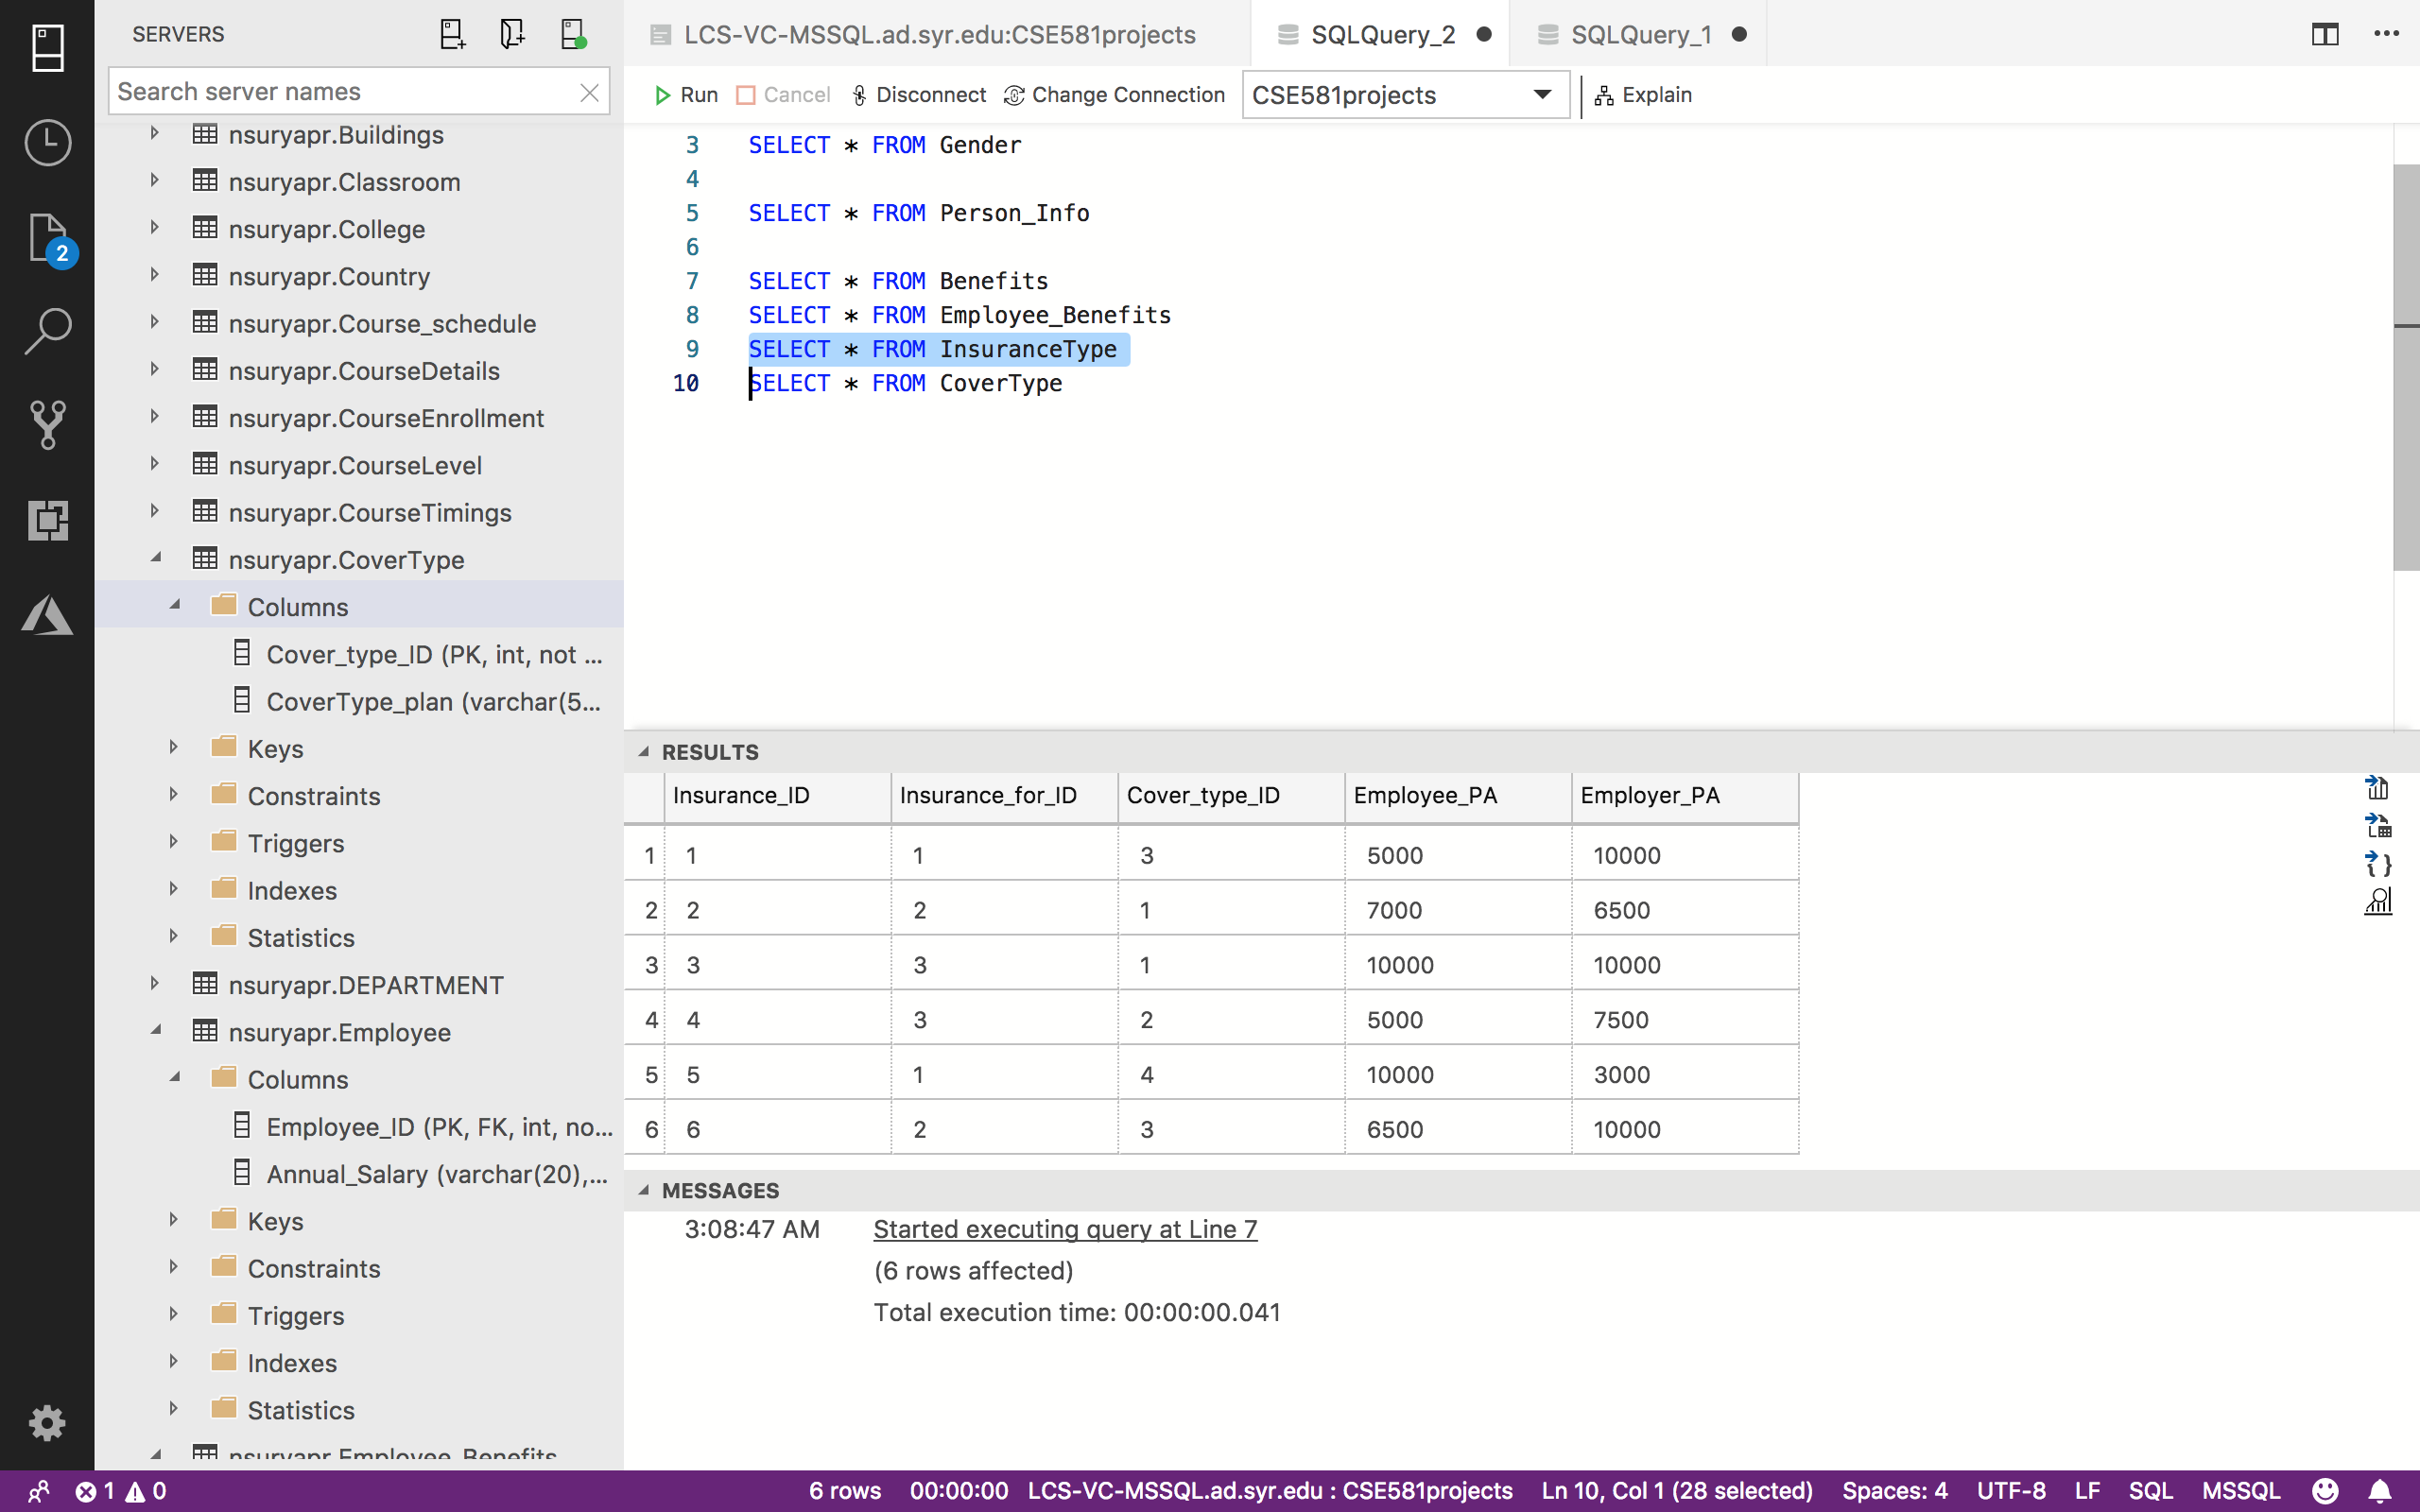 SERVERS
Search server names
nsuryapr.Buildings
nsuryapr.Classroom
nsuryapr.College
nsuryapr.Country
nsuryapr.Course_schedule
nsuryapr.CourseDetails
nsuryapr.CourseEnrollment
nsuryapr.CourseLevel
nsuryapr.CourseTimings
nsuryapr.CoverType
Columns
Cover_type_ID (PK, int, not ...
CoverType_plan (varchar(5...
Keys
Constraints
Triggers
Indexes
Statistics
nsuryapr.DEPARTMENT
nsuryapr.Employee
Columns
Employee_ID (PK, FK, int, no...
Annual_Salary (varchar(20),...
Keys
Constraints
Triggers
Indexes
Statistics
nsuryapr.Employee_Benefits
2
LCS-VC-MSSQL.ad.syr.edu:CSE581projects SQLQuery_2 SQLQuery_1
Run Cancel Disconnect Change Connection CSE581projects Explain
3 SELECT * FROM Gender
4
5 SELECT * FROM Person_Info
6
7 SELECT * FROM Benefits
8 SELECT * FROM Employee_Benefits
9 SELECT * FROM InsuranceType
10 SELECT * FROM CoverType
RESULTS
Insurance_ID Insurance_for_ID Cover_type_ID Employee_PA Employer_PA
1 1 1 3 5000 10000
2 2 2 1 7000 6500
3 3 3 1 10000 10000
4 4 3 2 5000 7500
5 5 1 4 10000 3000
6 6 2 3 6500 10000
MESSAGES
3:08:47 AM Started executing query at Line 7
(6 rows affected)
Total execution time: 00:00:00.041
1 0 6 rows 00:00:00 LCS-VC-MSSQL.ad.syr.edu : CSE581projects Ln 10, Col 1 (28 selected) Spaces: 4 UTF-8 LF SQL MSSQL